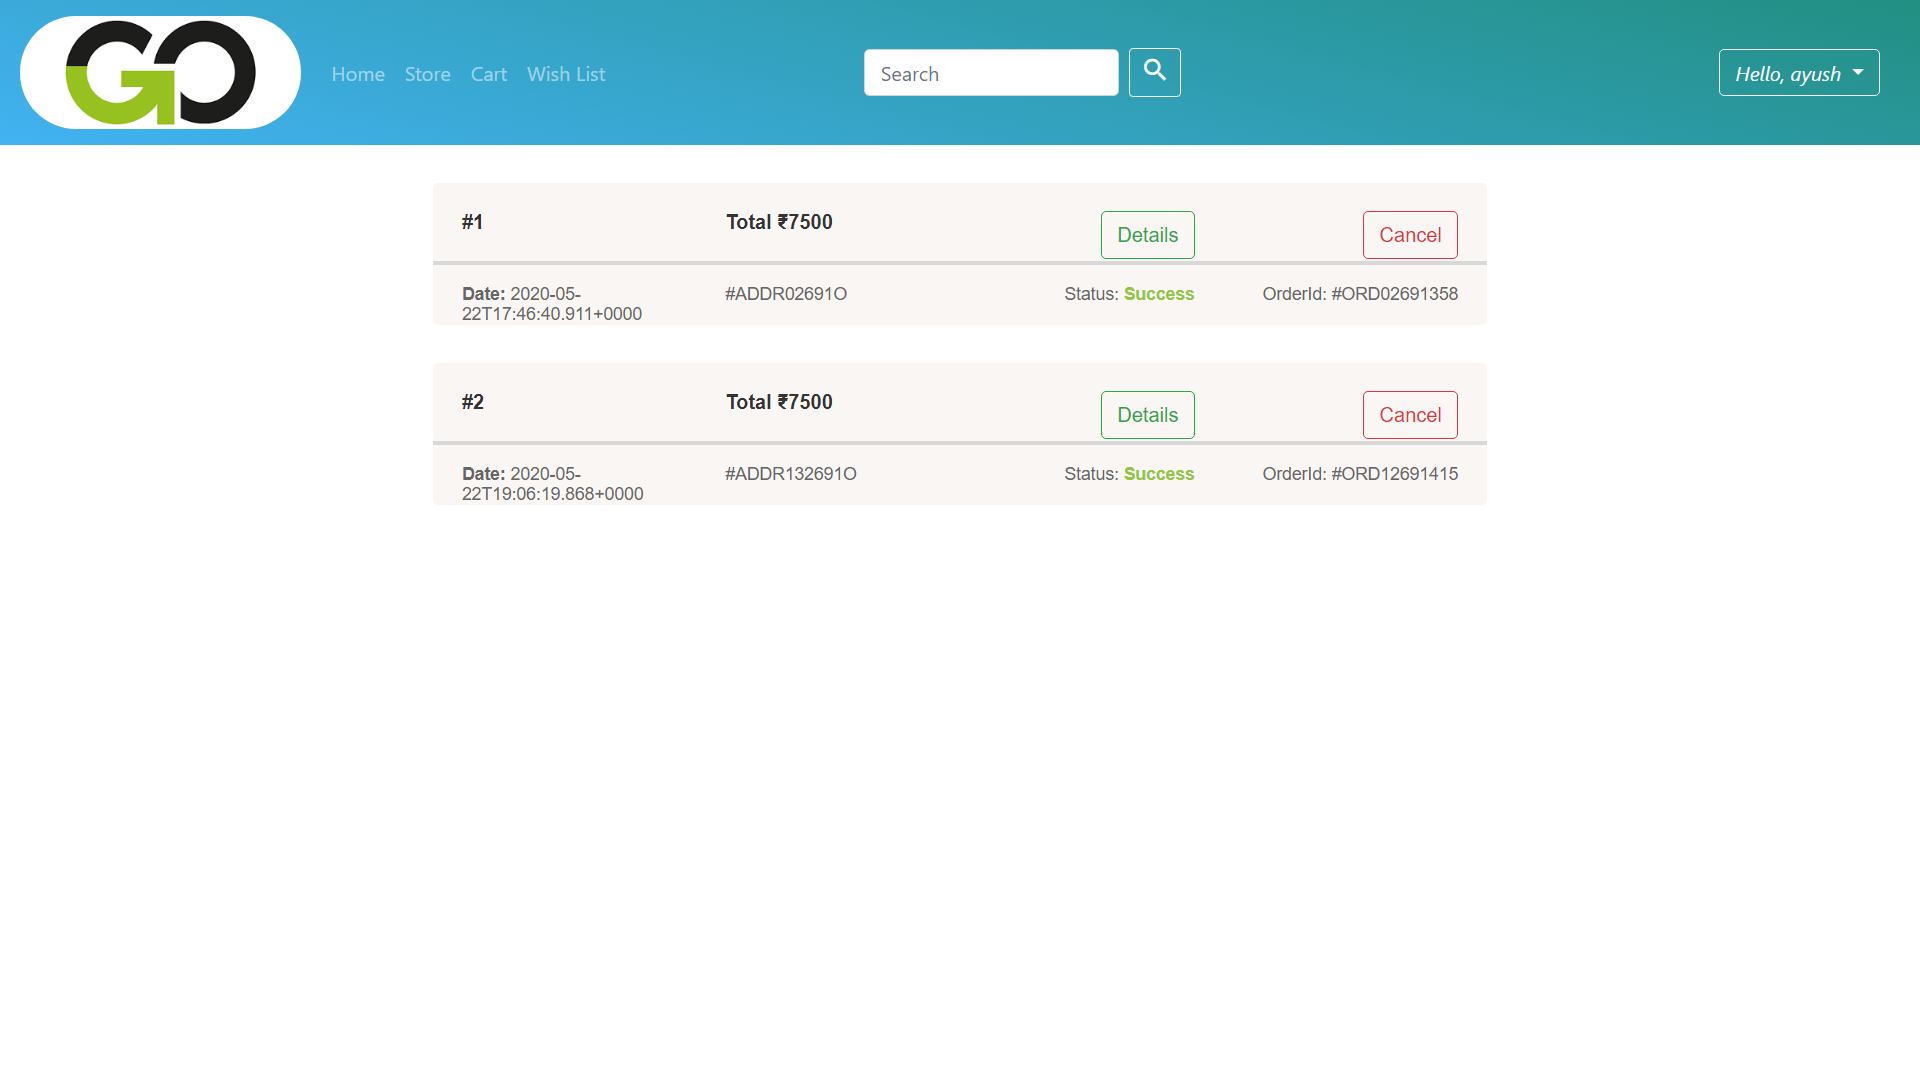 GO
Home Store Cart Wish List
Search
Hello, ayush
#1 Total ₹7500 Details Cancel
Date: 2020-05-
22T17:46:40.911+0000
#ADDR02691O
Status: Success
OrderId: #ORD02691358
#2 Total ₹7500 Details Cancel
Date: 2020-05-
22T19:06:19.868+0000
#ADDR132691O
Status: Success
OrderId: #ORD12691415